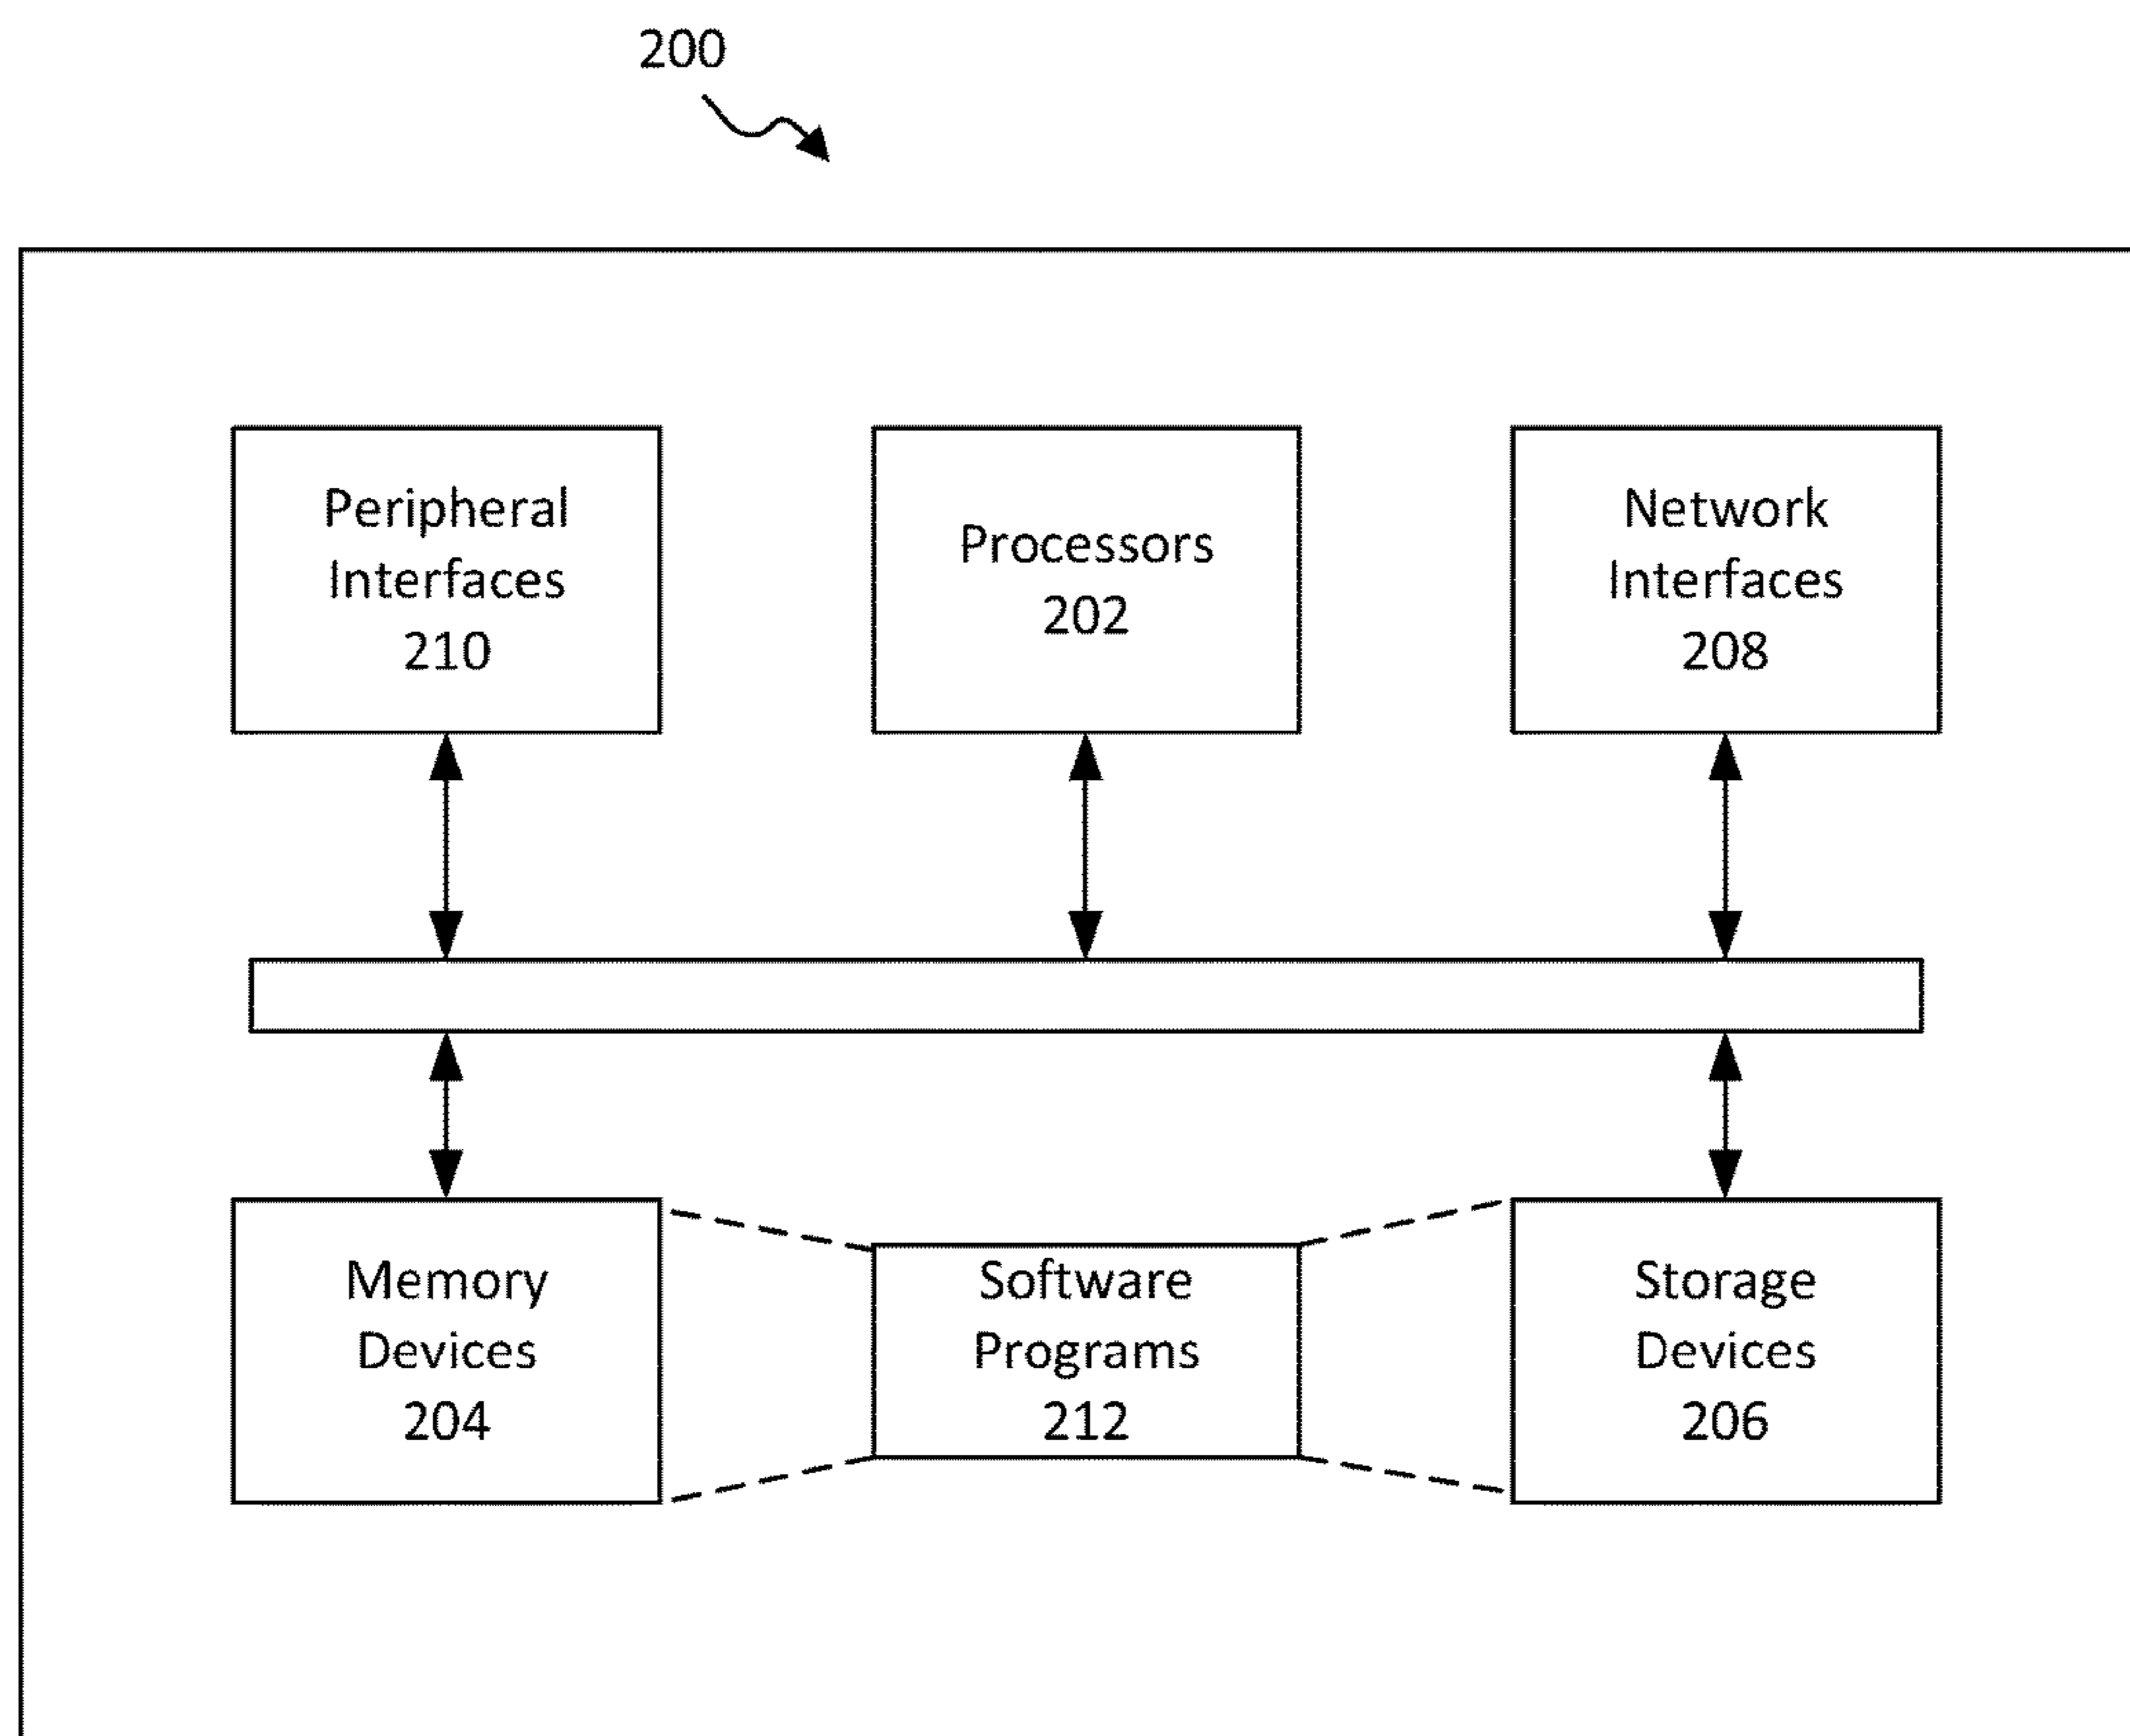 200
Peripheral
Interfaces
210
Processors
202
Network
Interfaces
208
Memory
Devices
204
Software
Programs
212
Storage
Devices
206